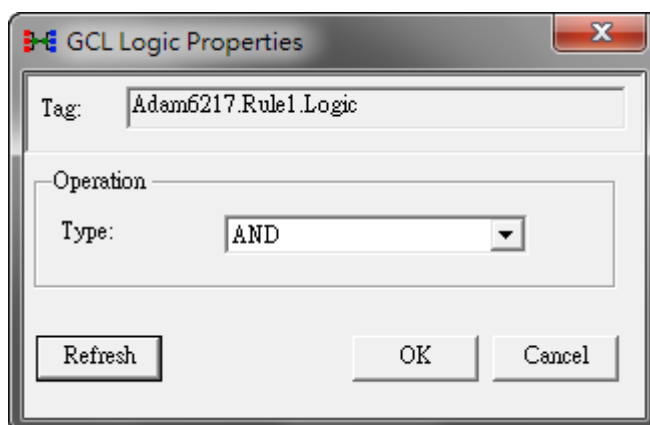 GCL Logic Properties
Tag: Adam6217.Rule1.Logic
Operation
Type: AND
Refresh OK Cancel